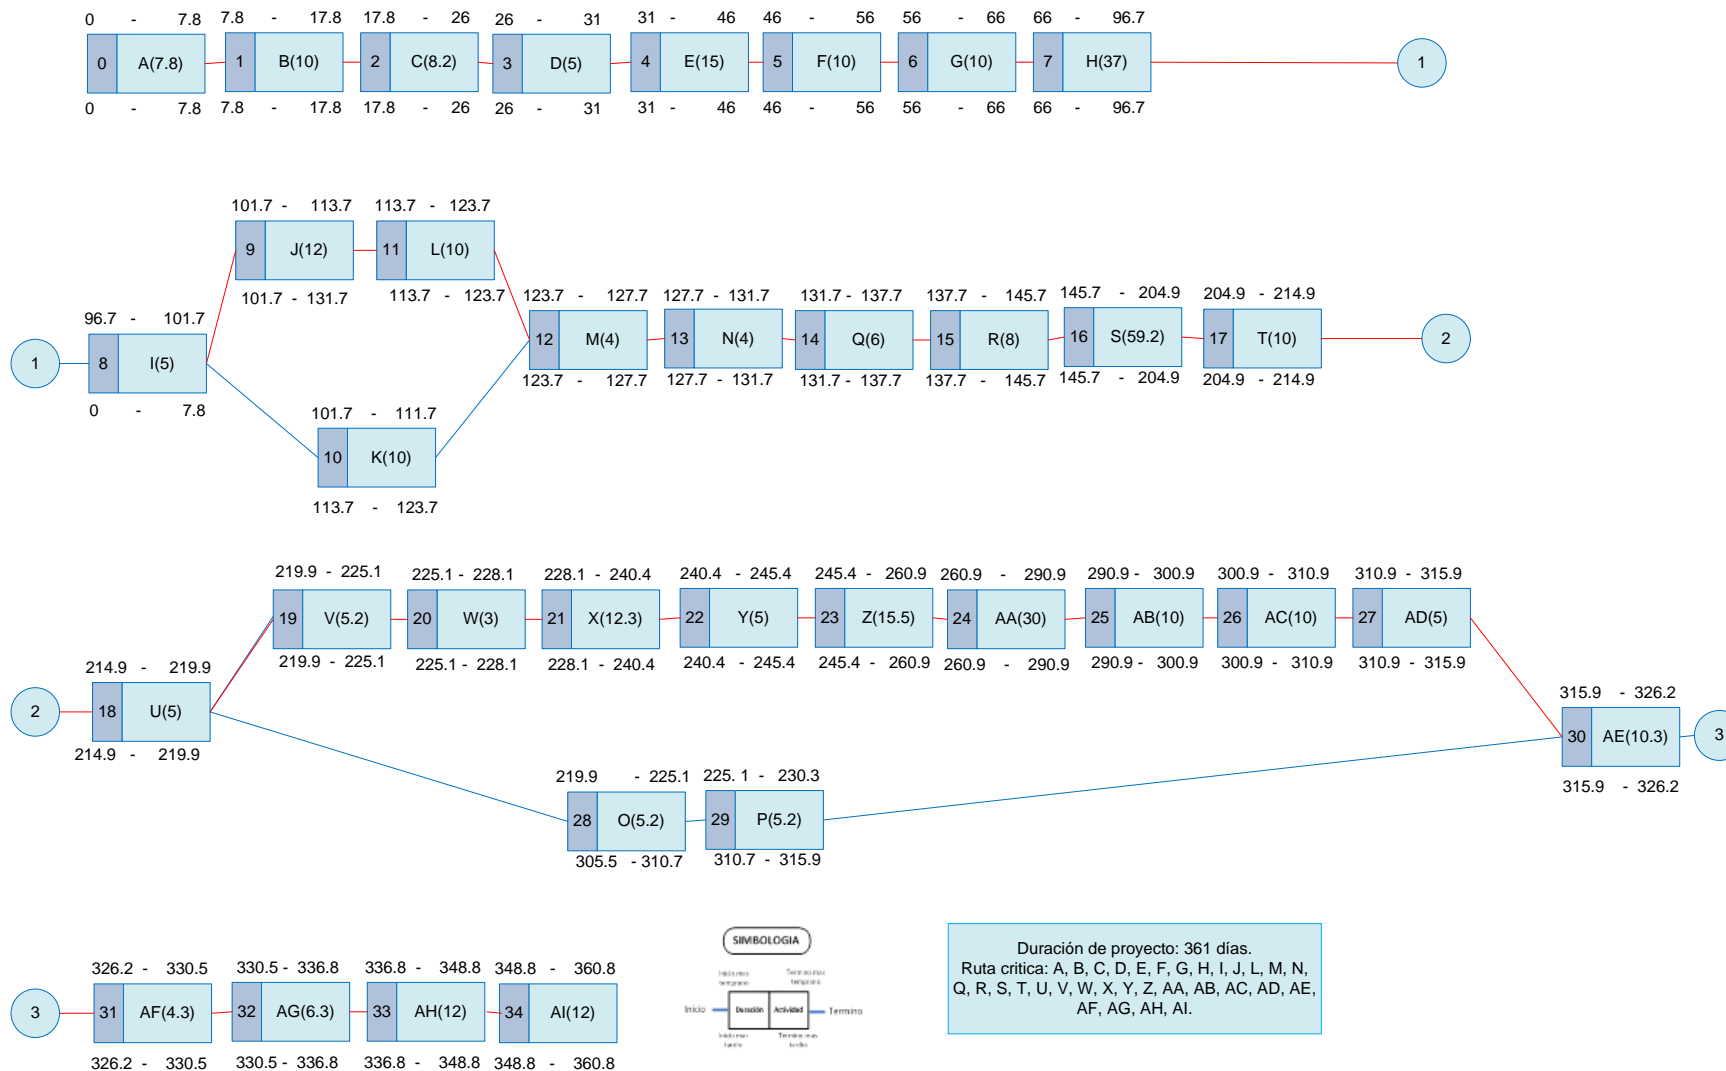 0 - 7.8 7.8 - 17.8 17.8 - 26 26 - 31 31 - 46 46 - 56 56 - 66 66 - 96.7
0 A(7.8) 1 B(10) 2 C(8.2) 3 D(5) 4 E(15) 5 F(10) 6 G(10) 7 H(37) 1
0 - 7.8 7.8 - 17.8 17.8 - 26 26 - 31 31 - 46 46 - 56 56 - 66 66 - 96.7
101.7 - 113.7 113.7 - 123.7
9 J(12) 11 L(10)
101.7 - 131.7 113.7 - 123.7
96.7 - 101.7
123.7 - 127.7 127.7 - 131.7 131.7 - 137.7 137.7 - 145.7 145.7 - 204.9 204.9 - 214.9
1 8 I(5) 12 M(4) 13 N(4) 14 Q(6) 15 R(8) 16 S(59.2) 17 T(10) 2
123.7 - 127.7 127.7 - 131.7 131.7 - 137.7 137.7 - 145.7 145.7 - 204.9 204.9 - 214.9
0 - 7.8
101.7 - 111.7
10 K(10)
113.7 - 123.7
219.9 - 225.1 225.1 - 228.1 228.1 - 240.4 240.4 - 245.4 245.4 - 260.9 260.9 - 290.9 290.9 - 300.9 300.9 - 310.9 310.9 - 315.9
19 V(5.2) 20 W(3) 21 X(12.3) 22 Y(5) 23 Z(15.5) 24 AA(30) 25 AB(10) 26 AC(10) 27 AD(5)
219.9 - 225.1 225.1 - 228.1 228.1 - 240.4 240.4 - 245.4 245.4 - 260.9 260.9 - 290.9 290.9 - 300.9 300.9 - 310.9 310.9 - 315.9
214.9 - 219.9
2 18 U(5)
214.9 - 219.9
315.9 - 326.2
30 AE(10.3) 3
315.9 - 326.2
219.9 - 225.1 225. 1 - 230.3
28 O(5.2) 29 P(5.2)
305.5 - 310.7 310.7 - 315.9
326.2 - 330.5 330.5 - 336.8 336.8 - 348.8 348.8 - 360.8
3 31 AF(4.3) 32 AG(6.3) 33 AH(12) 34 AI(12)
326.2 - 330.5 330.5 - 336.8 336.8 - 348.8 348.8 - 360.8
SIMBOLOGIA
Inicio mas temprano
Termino mas temprano
Inicio Duración Actividad Termino
Inicio mas tardio
Termino mas tardio
Duración de proyecto: 361 días.
Ruta critica: A, B, C, D, E, F, G, H, I, J, L, M, N,
Q, R, S, T, U, V, W, X, Y, Z, AA, AB, AC, AD, AE,
AF, AG, AH, AI.